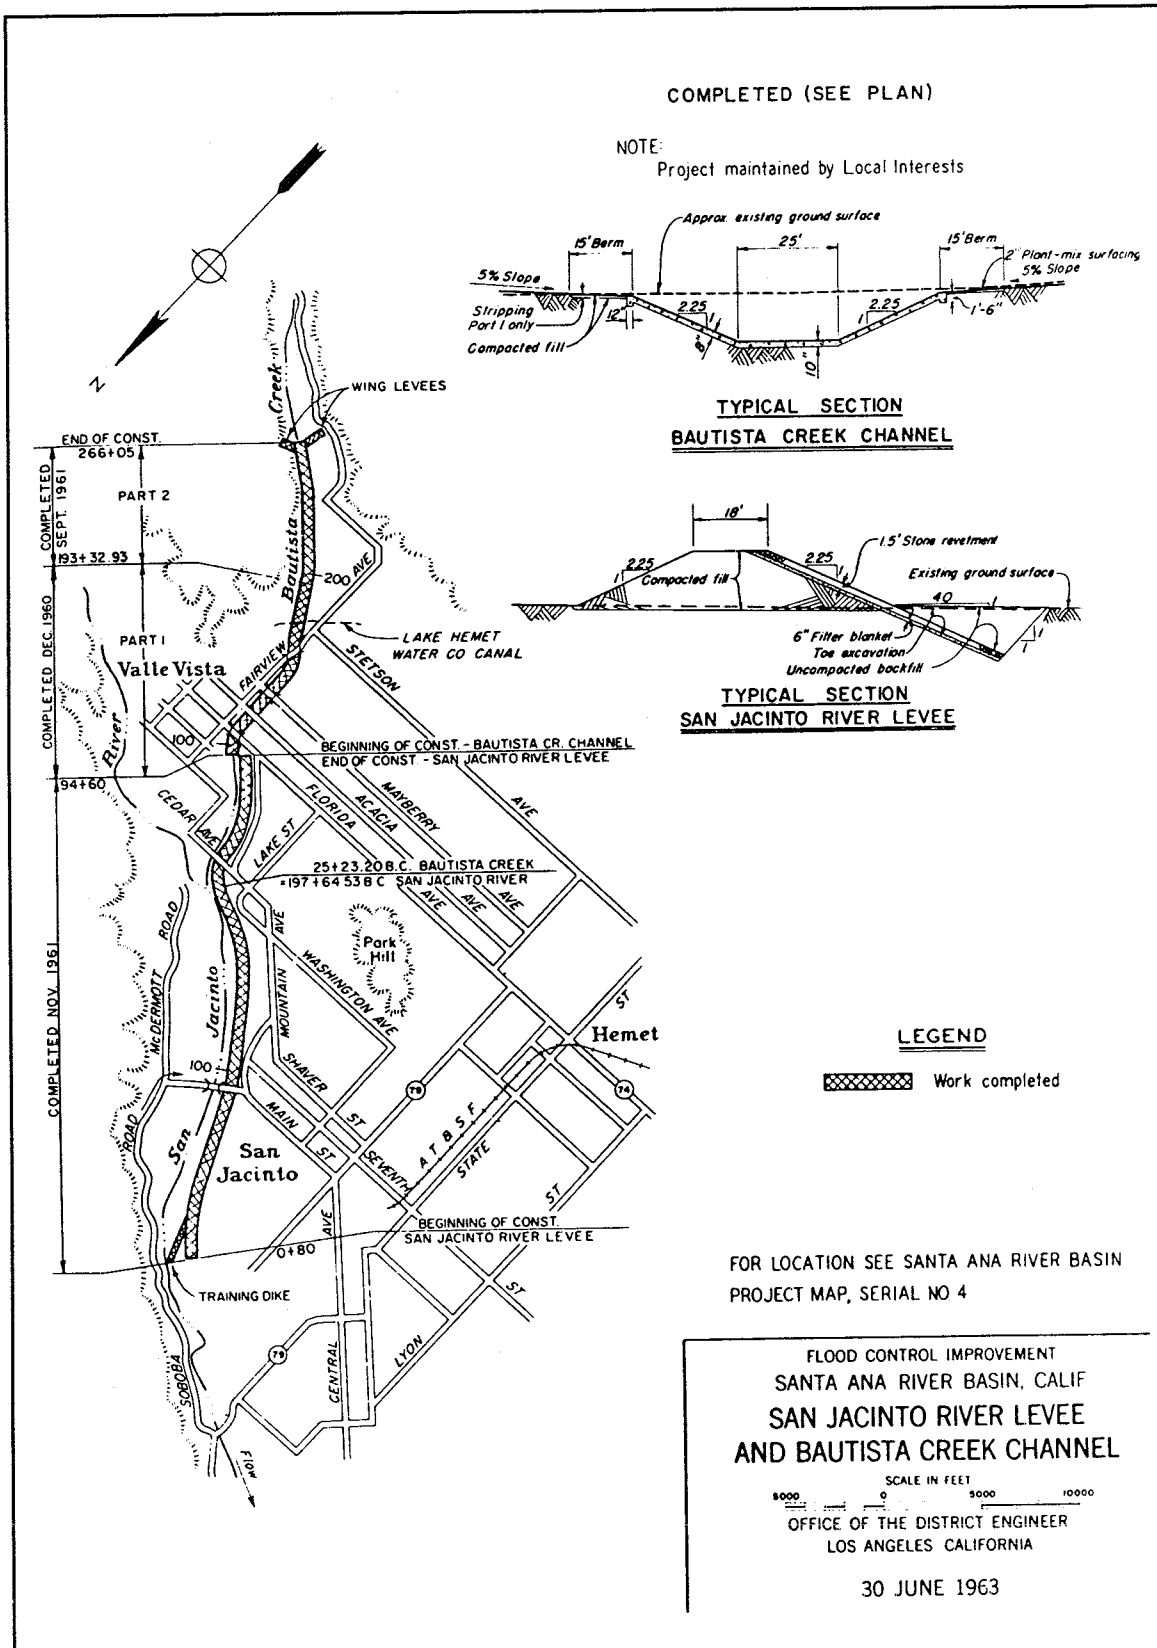 COMPLETED (SEE PLAN)
NOTE:
Project maintained by Local Interests
Approx. existing ground surface
15' Berm
25'
15' Berm
2" Plant-mix surfacing
5% Slope
5% Slope
Stripping
Part I only
12"
2.25
1
8"
10"
2.25
1
1'-6"
Compacted fill
TYPICAL SECTION
BAUTISTA CREEK CHANNEL
18'
2.25
1
Compacted fill
2.25
1
1.5' Stone revetment
Existing ground surface
40
1
1
1
6" Filter blanket
Toe excavation
Uncompacted backfill
TYPICAL SECTION
SAN JACINTO RIVER LEVEE
N
Creek
WING LEVEES
END OF CONST.
266+05
COMPLETED
SEPT. 1961
PART 2
193+32.93
Bautista
200
AVE
COMPLETED DEC. 1960
PART 1
LAKE HEMET
WATER CO CANAL
Valle Vista
FAIRVIEW
STETSON
AVE
River
100
BEGINNING OF CONST. - BAUTISTA CR. CHANNEL
END OF CONST. - SAN JACINTO RIVER LEVEE
94+60
CEDAR AVE
LAKE ST
FLORIDA
AVE
ACACIA
AVE
MAYBERRY
AVE
25+23.20 B.C. BAUTISTA CREEK
=197+64 53 B C SAN JACINTO RIVER
COMPLETED NOV. 1961
McDERMOTT
ROAD
Jacinto
MOUNTAIN
AVE
WASHINGTON AVE
Park
Hill
ST
Hemet
100
SHAVER
ST
MAIN
ST
79
74
A T & S F
STATE
ST
SEVENTH
ROAD
San
San
Jacinto
BEGINNING OF CONST.
SAN JACINTO RIVER LEVEE
0+80
TRAINING DIKE
AVE
CENTRAL
LYON
ST
79
SOBOBA
FLOW
LEGEND
Work completed
FOR LOCATION SEE SANTA ANA RIVER BASIN
PROJECT MAP, SERIAL NO 4
FLOOD CONTROL IMPROVEMENT
SANTA ANA RIVER BASIN, CALIF
SAN JACINTO RIVER LEVEE
AND BAUTISTA CREEK CHANNEL
SCALE IN FEET
5000 0 5000 10000
OFFICE OF THE DISTRICT ENGINEER
LOS ANGELES CALIFORNIA
30 JUNE 1963